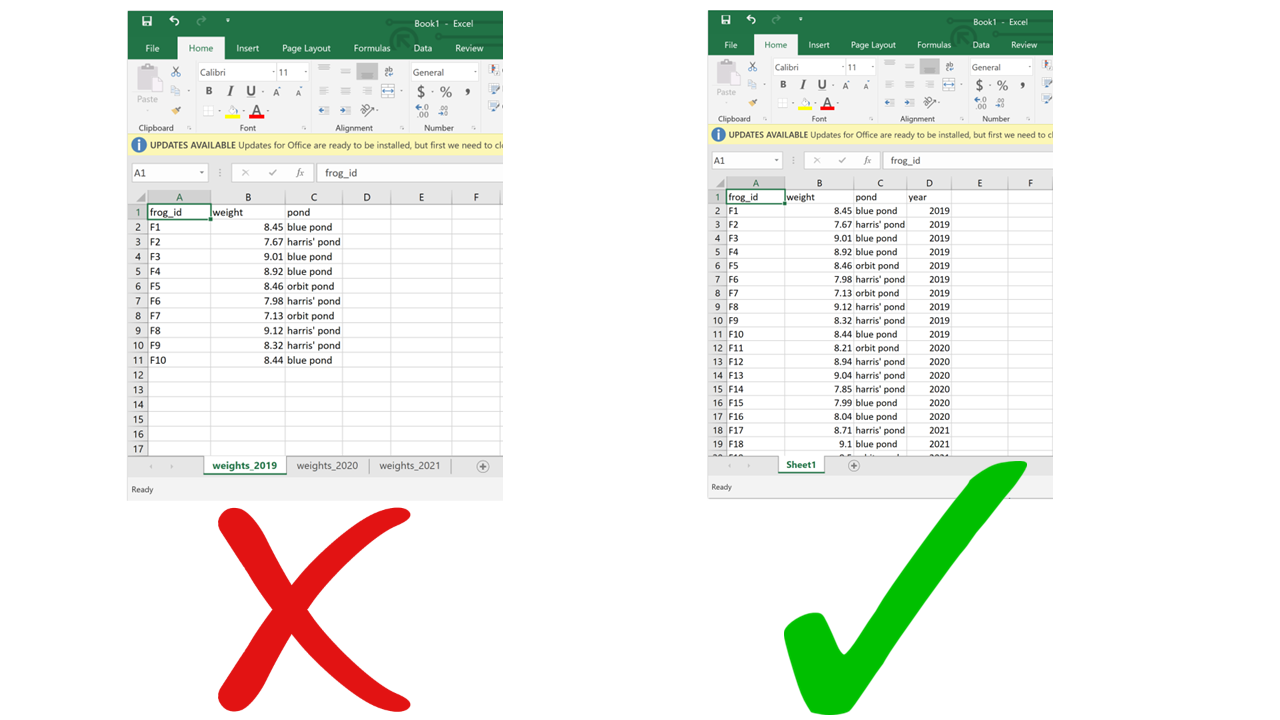 Book1 - Excel
File Home Insert Page Layout Formulas Data Review
Calibri 11 General
Paste B I U A A A $ % ,
Clipboard Font Alignment Number
UPDATES AVAILABLE Updates for Office are ready to be installed, but first we need to cl
A1 fx frog_id
A B C D E F
1 frog_id weight pond
2 F1 8.45 blue pond
3 F2 7.67 harris' pond
4 F3 9.01 blue pond
5 F4 8.92 blue pond
6 F5 8.46 orbit pond
7 F6 7.98 harris' pond
8 F7 7.13 orbit pond
9 F8 9.12 harris' pond
10 F9 8.32 harris' pond
11 F10 8.44 blue pond
12
13
14
15
16
17
weights_2019 weights_2020 weights_2021
Ready
Book1 - Excel
File Home Insert Page Layout Formulas Data Review
Calibri 11 General
Paste B I U A A A $ % ,
Clipboard Font Alignment Number
UPDATES AVAILABLE Updates for Office are ready to be installed, but first we need to c
A1 fx frog_id
A B C D E F
1 frog_id weight pond year
2 F1 8.45 blue pond 2019
3 F2 7.67 harris' pond 2019
4 F3 9.01 blue pond 2019
5 F4 8.92 blue pond 2019
6 F5 8.46 orbit pond 2019
7 F6 7.98 harris' pond 2019
8 F7 7.13 orbit pond 2019
9 F8 9.12 harris' pond 2019
10 F9 8.32 harris' pond 2019
11 F10 8.44 blue pond 2019
12 F11 8.21 orbit pond 2020
13 F12 8.94 harris' pond 2020
14 F13 9.04 harris' pond 2020
15 F14 7.85 harris' pond 2020
16 F15 7.99 blue pond 2020
17 F16 8.04 blue pond 2020
18 F17 8.71 harris' pond 2021
19 F18 9.1 blue pond 2021
Sheet1
Ready